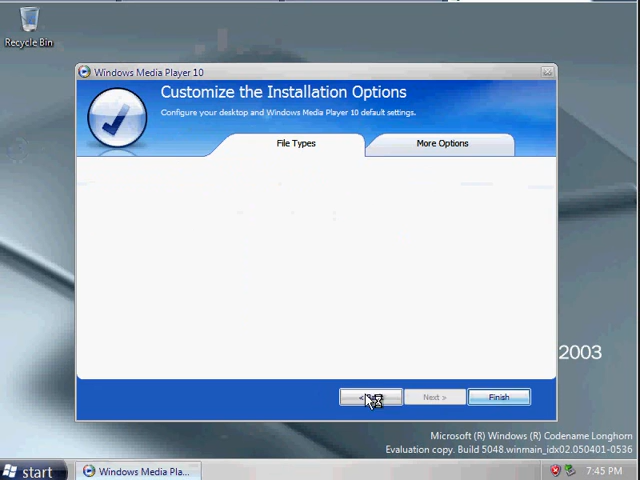 Recycle Bin
Windows Media Player 10
Customize the Installation Options
Configure your desktop and Windows Media Player 10 default settings.
File Types
More Options
2003
Next >
Finish
Microsoft (R) Windows (R) Codename Longhorn
Evaluation copy. Build 5048.winmain_idx02.050401-0536
start
Windows Media Pla...
7:45 PM